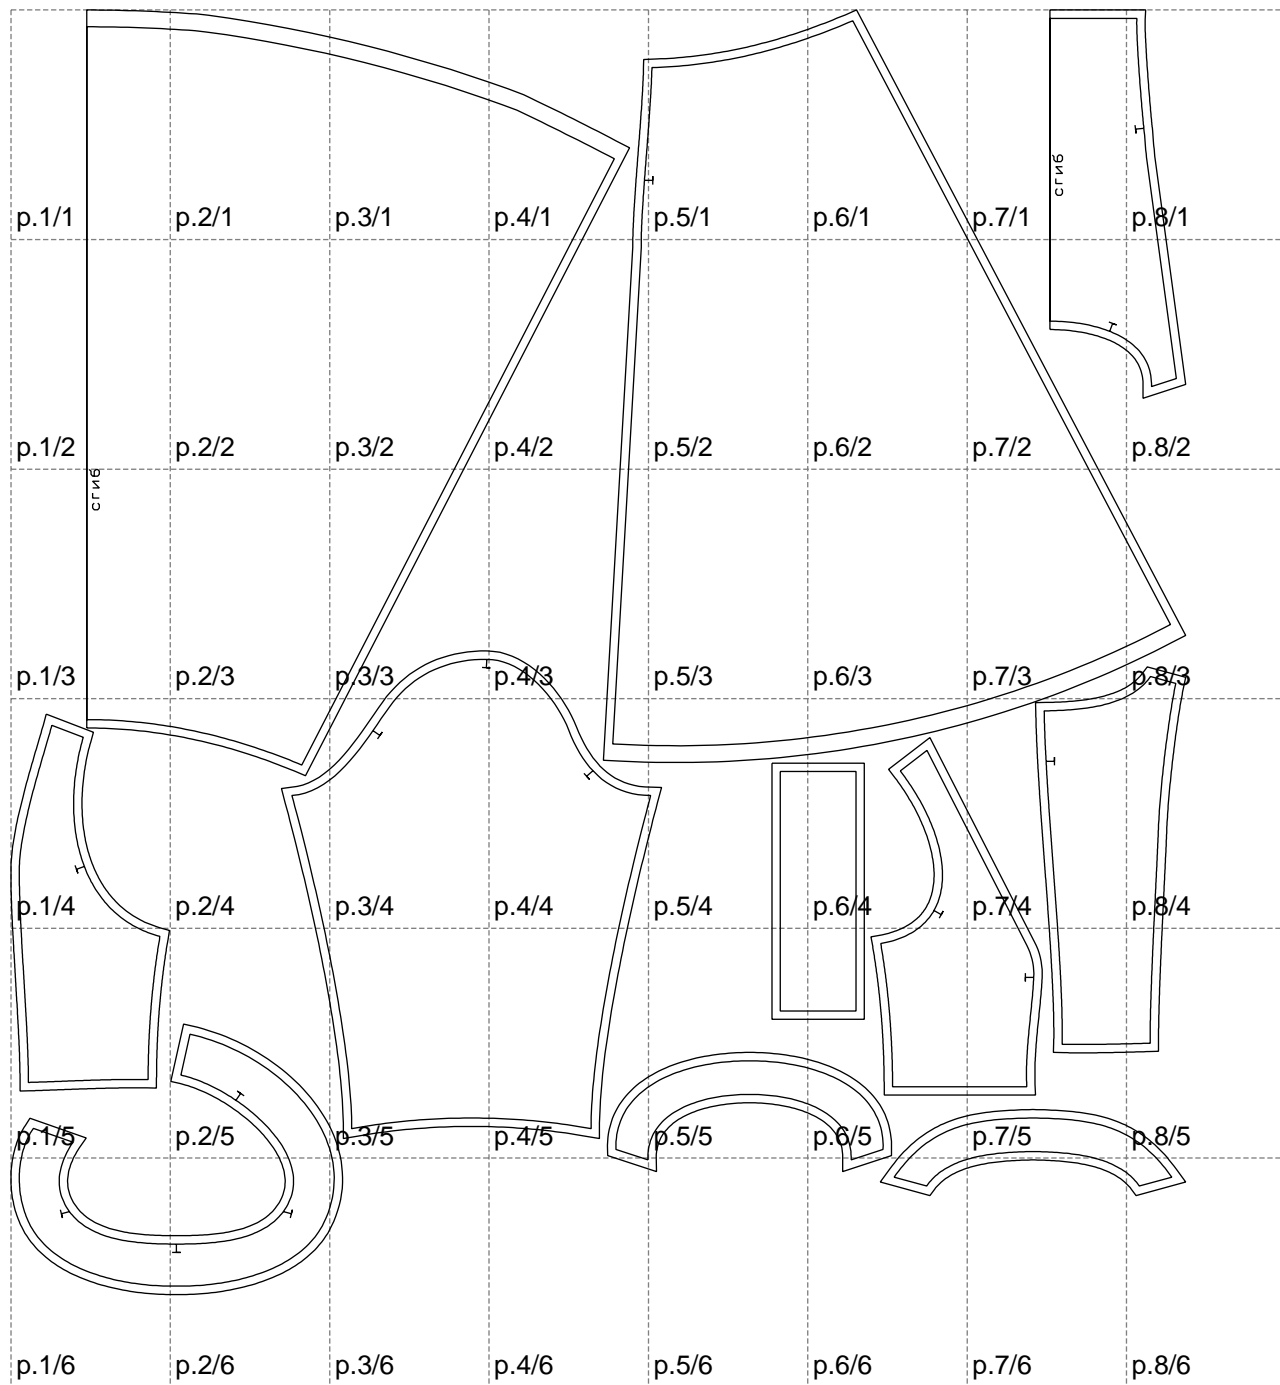 p.1/1 p.2/1 p.3/1 p.4/1 p.5/1 p.6/1 p.7/1 p.8/1
сгиб
p.1/2 p.2/2 p.3/2 p.4/2 p.5/2 p.6/2 p.7/2 p.8/2
сгиб
p.1/3 p.2/3 p.3/3 p.4/3 p.5/3 p.6/3 p.7/3 p.8/3
p.1/4 p.2/4 p.3/4 p.4/4 p.5/4 p.6/4 p.7/4 p.8/4
p.1/5 p.2/5 p.3/5 p.4/5 p.5/5 p.6/5 p.7/5 p.8/5
p.1/6 p.2/6 p.3/6 p.4/6 p.5/6 p.6/6 p.7/6 p.8/6